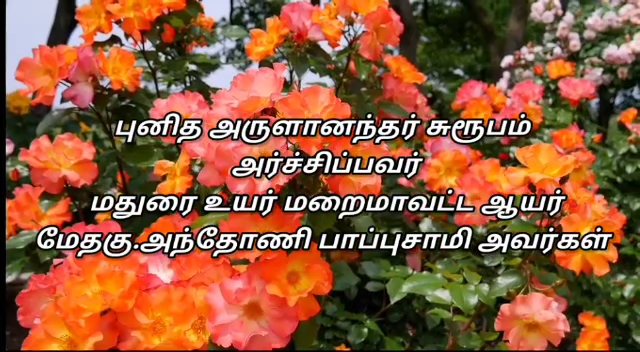 புனித அருளானந்தர் சுரூபம்
அர்ச்சிப்பவர்
மதுரை உயர் மறைமாவட்ட ஆயர்
மேதகு.அந்தோணி பாப்புசாமி அவர்கள்